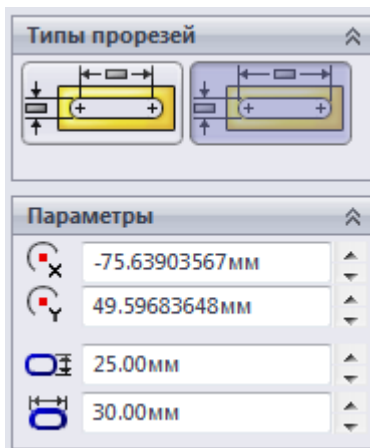 Типы прорезей
Параметры
X
-75.63903567мм
Y
49.59683648мм
25.00мм
30.00мм